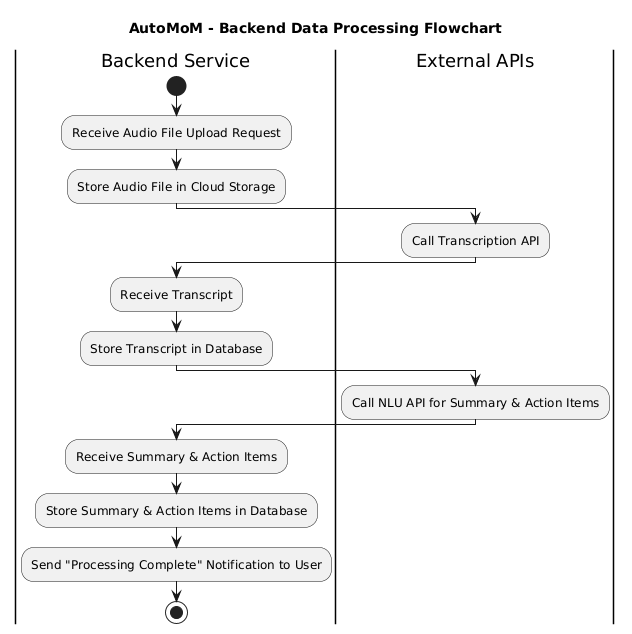 AutoMoM - Backend Data Processing Flowchart
Backend Service
External APIs
Receive Audio File Upload Request
Store Audio File in Cloud Storage
Call Transcription API
Receive Transcript
Store Transcript in Database
Call NLU API for Summary & Action Items
Receive Summary & Action Items
Store Summary & Action Items in Database
Send "Processing Complete" Notification to User